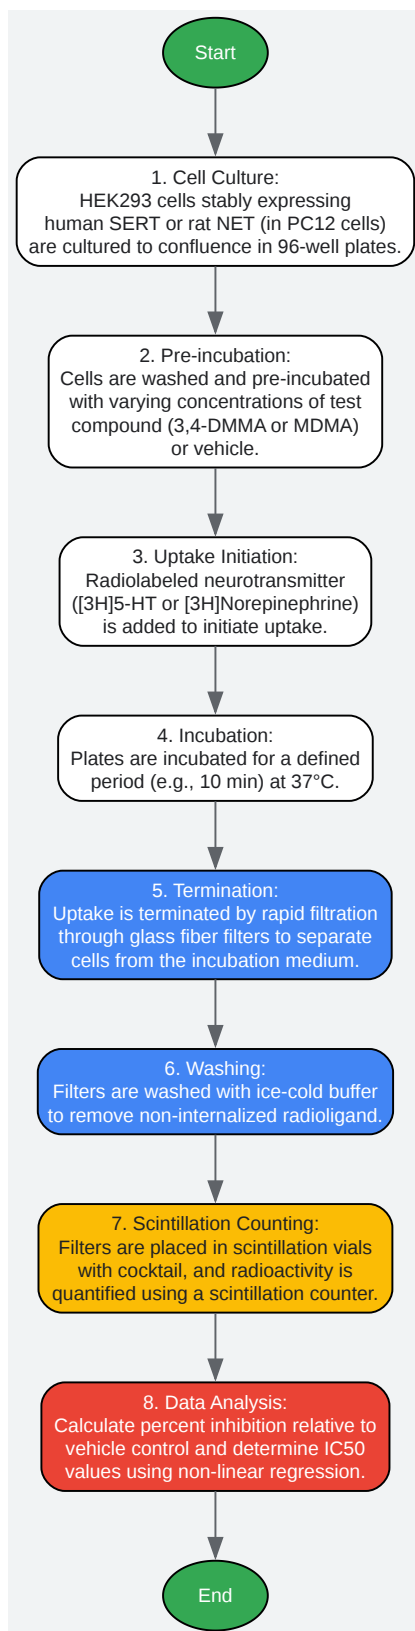 Start
1. Cell Culture:
HEK293 cells stably expressing
human SERT or rat NET (in PC12 cells)
are cultured to confluence in 96-well plates.
2. Pre-incubation:
Cells are washed and pre-incubated
with varying concentrations of test
compound (3,4-DMMA or MDMA)
or vehicle.
3. Uptake Initiation:
Radiolabeled neurotransmitter
([3H]5-HT or [3H]Norepinephrine)
is added to initiate uptake.
4. Incubation:
Plates are incubated for a defined
period (e.g., 10 min) at 37°C.
5. Termination:
Uptake is terminated by rapid filtration
through glass fiber filters to separate
cells from the incubation medium.
6. Washing:
Filters are washed with ice-cold buffer
to remove non-internalized radioligand.
7. Scintillation Counting:
Filters are placed in scintillation vials
with cocktail, and radioactivity is
quantified using a scintillation counter.
8. Data Analysis:
Calculate percent inhibition relative to
vehicle control and determine IC50
values using non-linear regression.
End